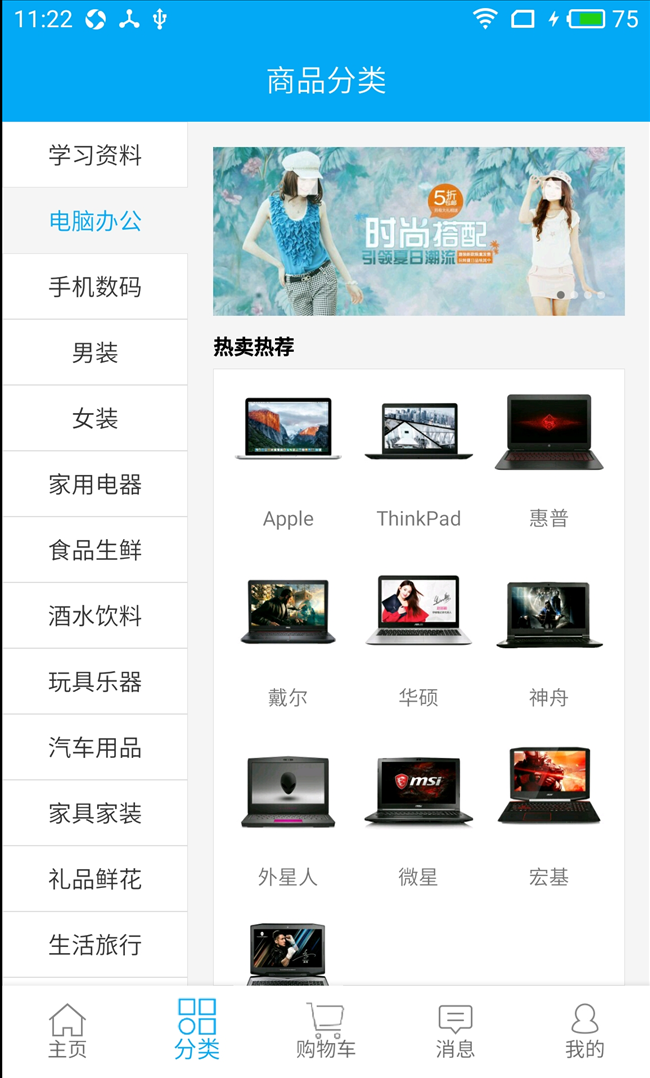 11:22
75
商品分类
学习资料
电脑办公
手机数码
男装
女装
家用电器
食品生鲜
酒水饮料
玩具乐器
汽车用品
家具家装
礼品鲜花
生活旅行
5折
时尚搭配
引领夏日潮流
热卖热荐
Apple
ThinkPad
惠普
戴尔
华硕
神舟
msi
外星人
微星
宏基
主页
分类
购物车
消息
我的